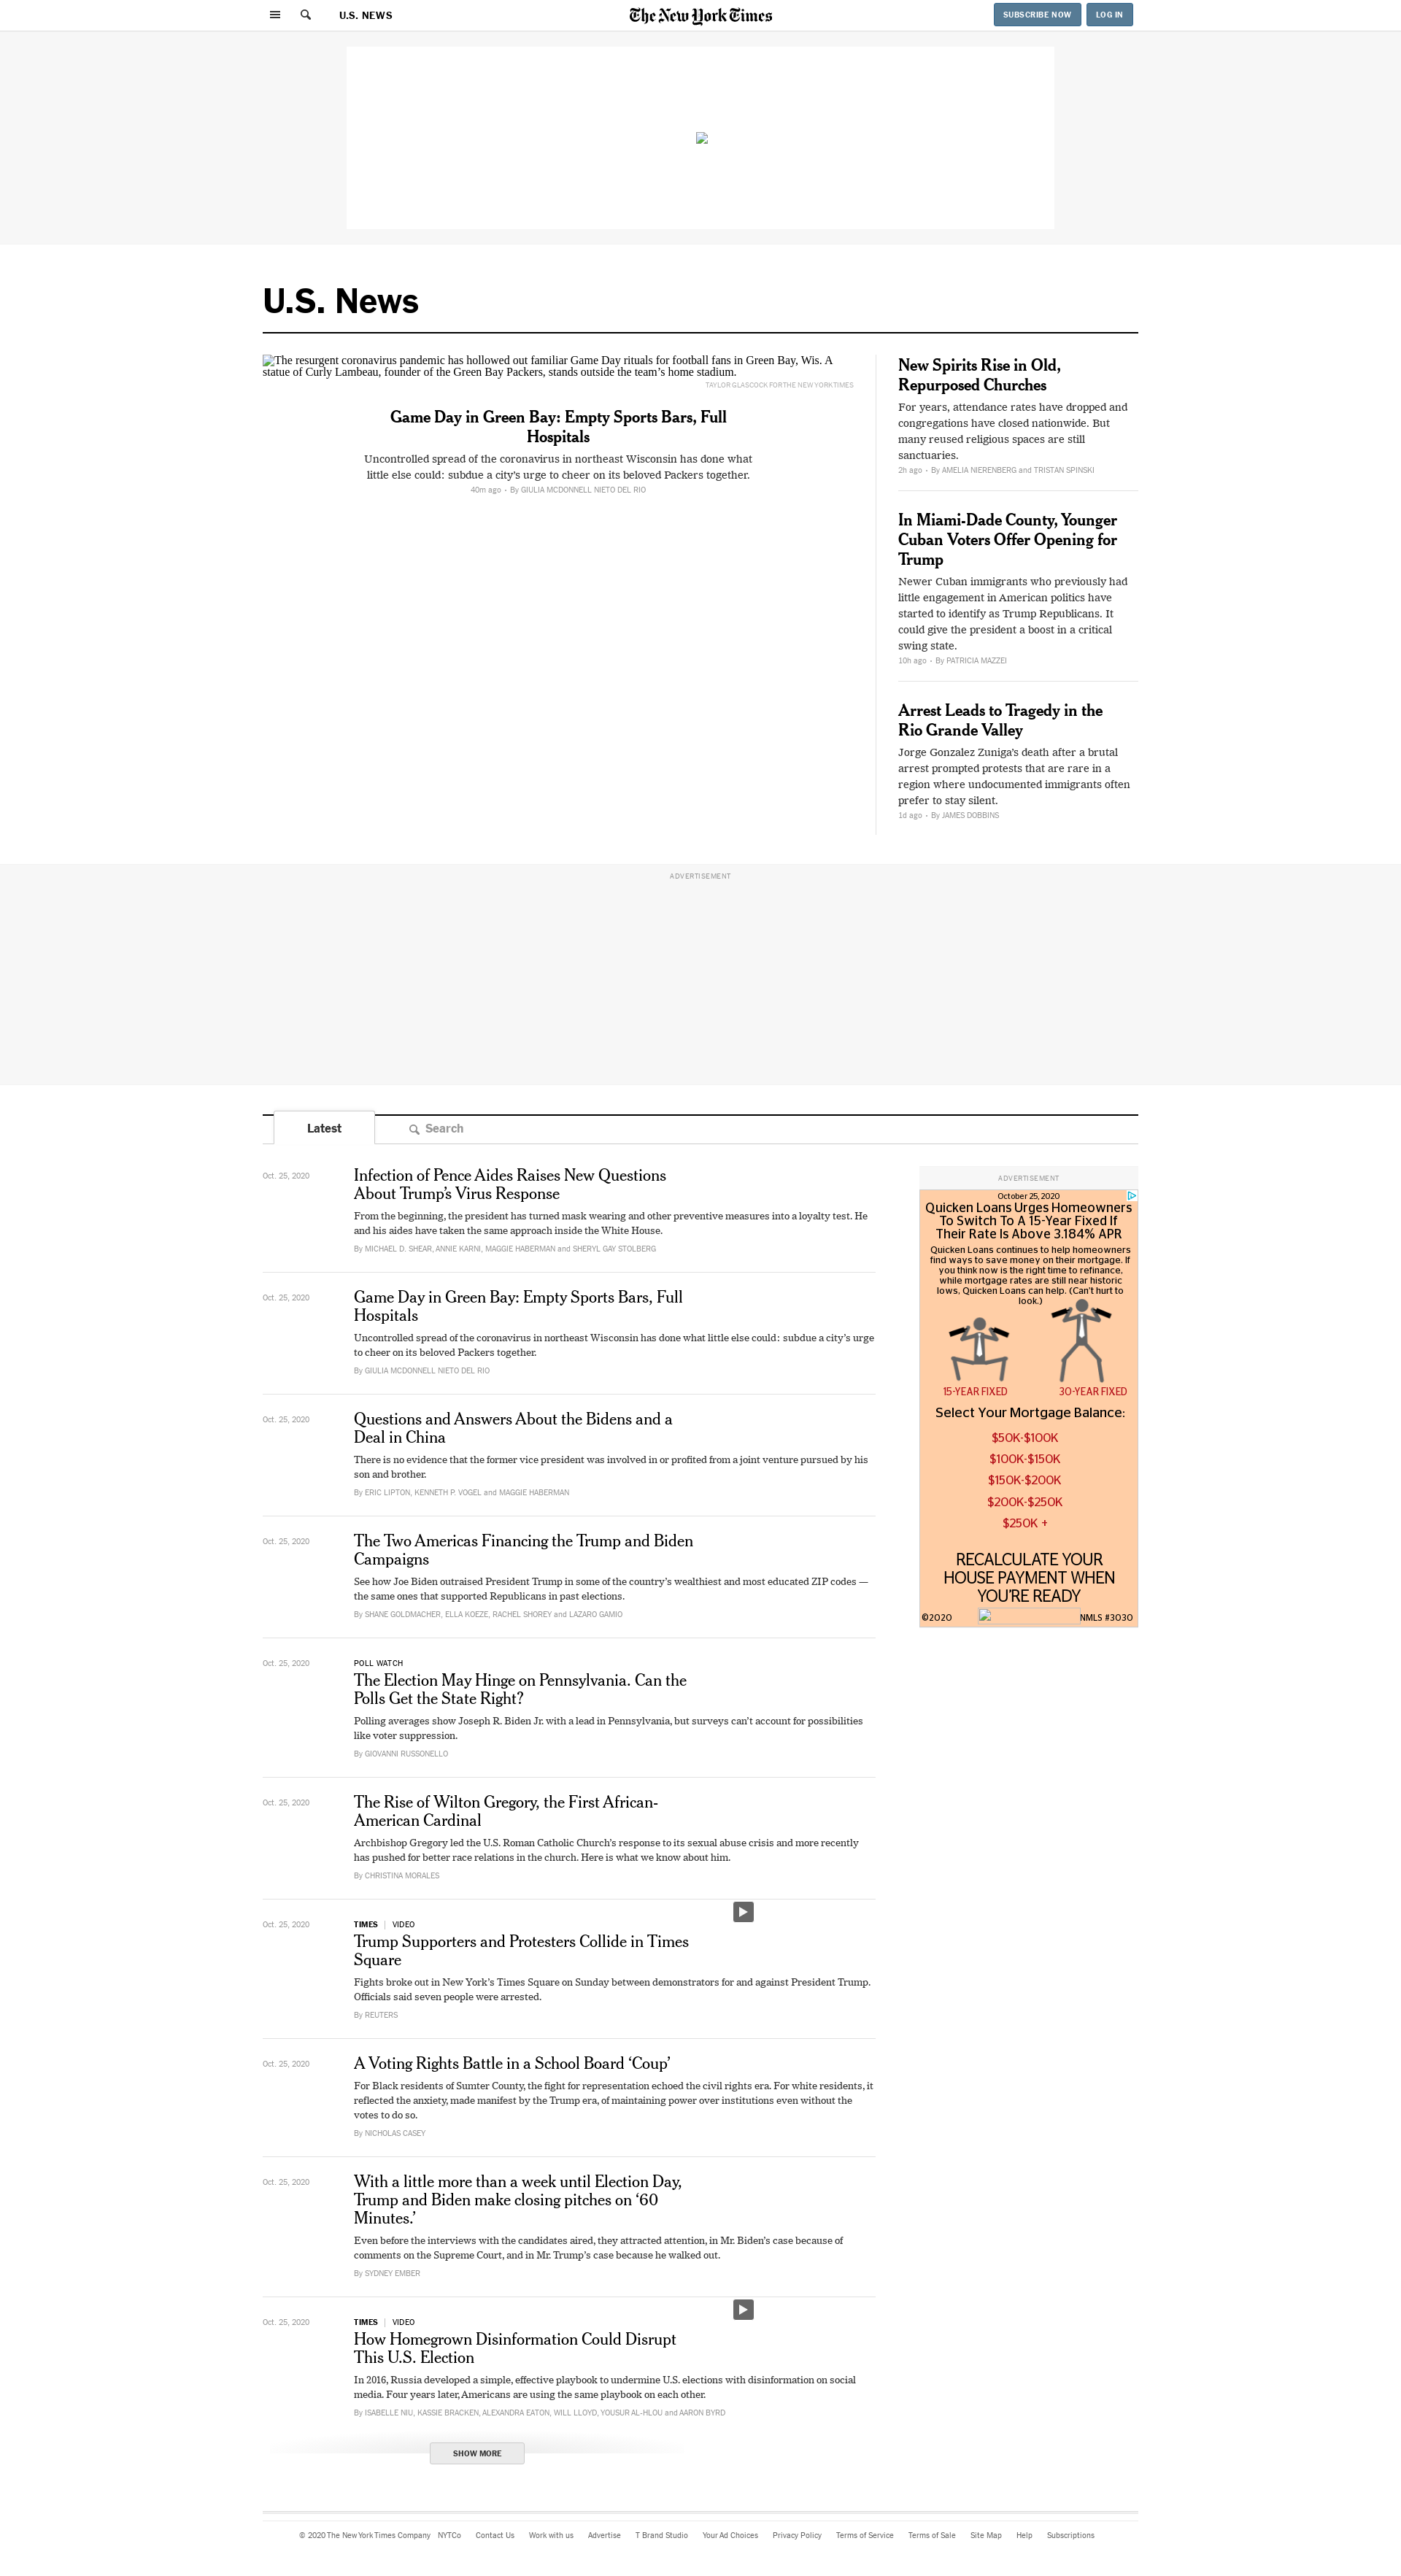 U.S. NEWS
The New York Times
SUBSCRIBE NOW
LOG IN
U.S. News
The resurgent coronavirus pandemic has hollowed out familiar Game Day rituals for football fans in Green Bay, Wis. A
statue of Curly Lambeau, founder of the Green Bay Packers, stands outside the team’s home stadium.
TAYLOR GLASCOCK FOR THE NEW YORK TIMES
Game Day in Green Bay: Empty Sports Bars, Full
Hospitals
Uncontrolled spread of the coronavirus in northeast Wisconsin has done what
little else could: subdue a city’s urge to cheer on its beloved Packers together.
40m ago • By GIULIA MCDONNELL NIETO DEL RIO
New Spirits Rise in Old,
Repurposed Churches
For years, attendance rates have dropped and
congregations have closed nationwide. But
many reused religious spaces are still
sanctuaries.
2h ago • By AMELIA NIERENBERG and TRISTAN SPINSKI
In Miami-Dade County, Younger
Cuban Voters Offer Opening for
Trump
Newer Cuban immigrants who previously had
little engagement in American politics have
started to identify as Trump Republicans. It
could give the president a boost in a critical
swing state.
10h ago • By PATRICIA MAZZEI
Arrest Leads to Tragedy in the
Rio Grande Valley
Jorge Gonzalez Zuniga’s death after a brutal
arrest prompted protests that are rare in a
region where undocumented immigrants often
prefer to stay silent.
1d ago • By JAMES DOBBINS
ADVERTISEMENT
Latest
Search
Oct. 25, 2020
Infection of Pence Aides Raises New Questions
About Trump’s Virus Response
From the beginning, the president has turned mask wearing and other preventive measures into a loyalty test. He
and his aides have taken the same approach inside the White House.
By MICHAEL D. SHEAR, ANNIE KARNI, MAGGIE HABERMAN and SHERYL GAY STOLBERG
Oct. 25, 2020
Game Day in Green Bay: Empty Sports Bars, Full
Hospitals
Uncontrolled spread of the coronavirus in northeast Wisconsin has done what little else could: subdue a city’s urge
to cheer on its beloved Packers together.
By GIULIA MCDONNELL NIETO DEL RIO
Oct. 25, 2020
Questions and Answers About the Bidens and a
Deal in China
There is no evidence that the former vice president was involved in or profited from a joint venture pursued by his
son and brother.
By ERIC LIPTON, KENNETH P. VOGEL and MAGGIE HABERMAN
Oct. 25, 2020
The Two Americas Financing the Trump and Biden
Campaigns
See how Joe Biden outraised President Trump in some of the country’s wealthiest and most educated ZIP codes —
the same ones that supported Republicans in past elections.
By SHANE GOLDMACHER, ELLA KOEZE, RACHEL SHOREY and LAZARO GAMIO
Oct. 25, 2020
POLL WATCH
The Election May Hinge on Pennsylvania. Can the
Polls Get the State Right?
Polling averages show Joseph R. Biden Jr. with a lead in Pennsylvania, but surveys can’t account for possibilities
like voter suppression.
By GIOVANNI RUSSONELLO
Oct. 25, 2020
The Rise of Wilton Gregory, the First African-
American Cardinal
Archbishop Gregory led the U.S. Roman Catholic Church’s response to its sexual abuse crisis and more recently
has pushed for better race relations in the church. Here is what we know about him.
By CHRISTINA MORALES
Oct. 25, 2020
TIMES | VIDEO
Trump Supporters and Protesters Collide in Times
Square
Fights broke out in New York’s Times Square on Sunday between demonstrators for and against President Trump.
Officials said seven people were arrested.
By REUTERS
Oct. 25, 2020
A Voting Rights Battle in a School Board ‘Coup’
For Black residents of Sumter County, the fight for representation echoed the civil rights era. For white residents, it
reflected the anxiety, made manifest by the Trump era, of maintaining power over institutions even without the
votes to do so.
By NICHOLAS CASEY
Oct. 25, 2020
With a little more than a week until Election Day,
Trump and Biden make closing pitches on ‘60
Minutes.’
Even before the interviews with the candidates aired, they attracted attention, in Mr. Biden’s case because of
comments on the Supreme Court, and in Mr. Trump’s case because he walked out.
By SYDNEY EMBER
Oct. 25, 2020
TIMES | VIDEO
How Homegrown Disinformation Could Disrupt
This U.S. Election
In 2016, Russia developed a simple, effective playbook to undermine U.S. elections with disinformation on social
media. Four years later, Americans are using the same playbook on each other.
By ISABELLE NIU, KASSIE BRACKEN, ALEXANDRA EATON, WILL LLOYD, YOUSUR AL-HLOU and AARON BYRD
SHOW MORE
ADVERTISEMENT
October 25, 2020
Quicken Loans Urges Homeowners
To Switch To A 15-Year Fixed If
Their Rate Is Above 3.184% APR
Quicken Loans continues to help homeowners
find ways to save money on their mortgage. If
you think now is the right time to refinance,
while mortgage rates are still near historic
lows, Quicken Loans can help. (Can't hurt to
look.)
15-YEAR FIXED
30-YEAR FIXED
Select Your Mortgage Balance:
$50K-$100K
$100K-$150K
$150K-$200K
$200K-$250K
$250K +
RECALCULATE YOUR
HOUSE PAYMENT WHEN
YOU'RE READY
©2020
NMLS #3030
© 2020 The New York Times Company NYTCo Contact Us Work with us Advertise T Brand Studio Your Ad Choices Privacy Policy Terms of Service Terms of Sale Site Map Help Subscriptions